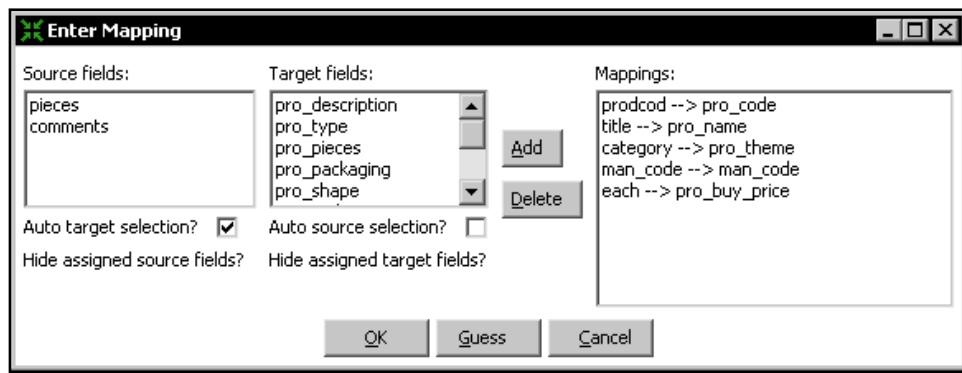 Enter Mapping
Source fields:
pieces
comments
Auto target selection?
Hide assigned source fields?
Target fields:
pro_description
pro_type
pro_pieces
pro_packaging
pro_shape
Auto source selection?
Hide assigned target fields?
Add
Delete
Mappings:
prodcod --> pro_code
title --> pro_name
category --> pro_theme
man_code --> man_code
each --> pro_buy_price
OK
Guess
Cancel